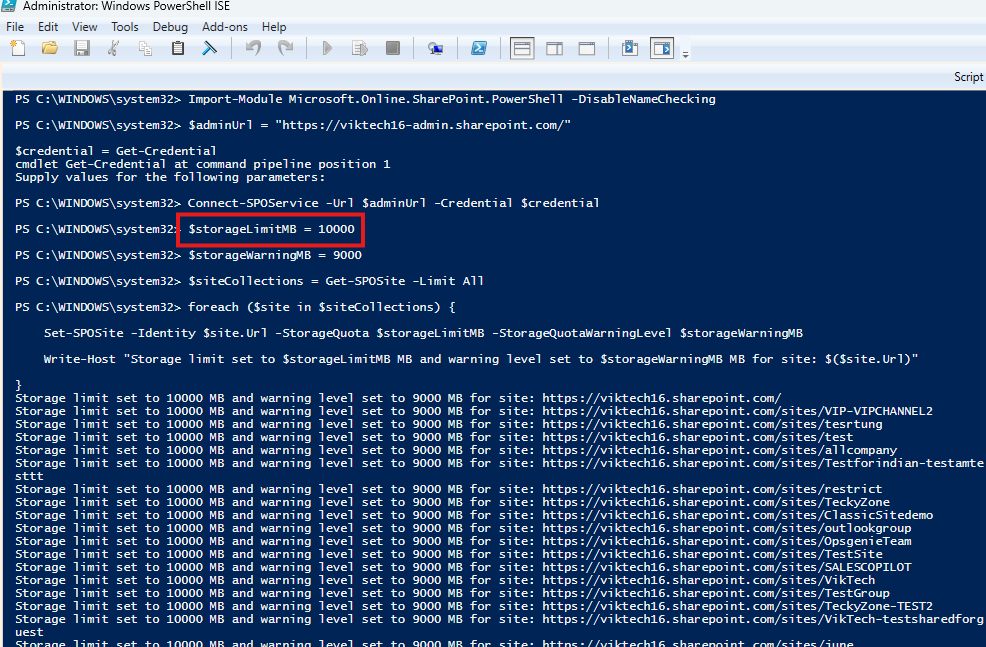 Administrator: Windows PowerShell ISE
File Edit View Tools Debug Add-ons Help
Script
PS C:\WINDOWS\system32> Import-Module Microsoft.Online.SharePoint.PowerShell -DisableNameChecking
PS C:\WINDOWS\system32> $adminUrl = "https://viktech16-admin.sharepoint.com/"
$credential = Get-Credential
cmdlet Get-Credential at command pipeline position 1
Supply values for the following parameters:
PS C:\WINDOWS\system32> Connect-SPOService -Url $adminUrl -Credential $credential
PS C:\WINDOWS\system32> $storageLimitMB = 10000
PS C:\WINDOWS\system32> $storageWarningMB = 9000
PS C:\WINDOWS\system32> $siteCollections = Get-SPOSite -Limit All
PS C:\WINDOWS\system32> foreach ($site in $siteCollections) {
Set-SPOSite -Identity $site.Url -StorageQuota $storageLimitMB -StorageQuotaWarningLevel $storageWarningMB
Write-Host "Storage limit set to $storageLimitMB MB and warning level set to $storageWarningMB MB for site: $($site.Url)"
}
Storage limit set to 10000 MB and warning level set to 9000 MB for site: https://viktech16.sharepoint.com/
Storage limit set to 10000 MB and warning level set to 9000 MB for site: https://viktech16.sharepoint.com/sites/VIP-VIPCHANNEL2
Storage limit set to 10000 MB and warning level set to 9000 MB for site: https://viktech16.sharepoint.com/sites/tesrtung
Storage limit set to 10000 MB and warning level set to 9000 MB for site: https://viktech16.sharepoint.com/sites/test
Storage limit set to 10000 MB and warning level set to 9000 MB for site: https://viktech16.sharepoint.com/sites/allcompany
Storage limit set to 10000 MB and warning level set to 9000 MB for site: https://viktech16.sharepoint.com/sites/Testforindian-testamte
sttt
Storage limit set to 10000 MB and warning level set to 9000 MB for site: https://viktech16.sharepoint.com/sites/restrict
Storage limit set to 10000 MB and warning level set to 9000 MB for site: https://viktech16.sharepoint.com/sites/TeckyZone
Storage limit set to 10000 MB and warning level set to 9000 MB for site: https://viktech16.sharepoint.com/sites/ClassicSitedemo
Storage limit set to 10000 MB and warning level set to 9000 MB for site: https://viktech16.sharepoint.com/sites/outlookgroup
Storage limit set to 10000 MB and warning level set to 9000 MB for site: https://viktech16.sharepoint.com/sites/OpsgenieTeam
Storage limit set to 10000 MB and warning level set to 9000 MB for site: https://viktech16.sharepoint.com/sites/TestSite
Storage limit set to 10000 MB and warning level set to 9000 MB for site: https://viktech16.sharepoint.com/sites/SALESCOPILOT
Storage limit set to 10000 MB and warning level set to 9000 MB for site: https://viktech16.sharepoint.com/sites/VikTech
Storage limit set to 10000 MB and warning level set to 9000 MB for site: https://viktech16.sharepoint.com/sites/TestGroup
Storage limit set to 10000 MB and warning level set to 9000 MB for site: https://viktech16.sharepoint.com/sites/TeckyZone-TEST2
Storage limit set to 10000 MB and warning level set to 9000 MB for site: https://viktech16.sharepoint.com/sites/VikTech-testsharedforg
uest
Storage limit set to 10000 MB and warning level set to 9000 MB for site: https://viktech16.sharepoint.com/sites/june